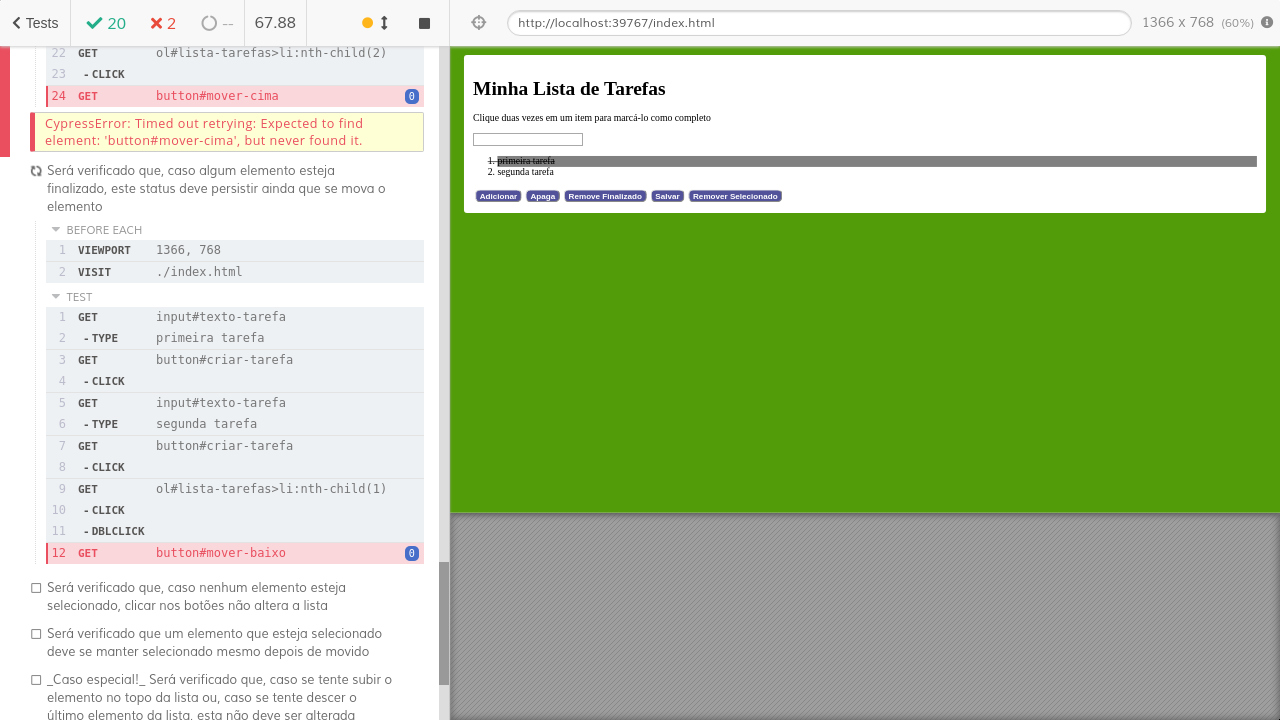 Tests
20
2
--
67.88
http://localhost:39767/index.html
1366 x 768 (60%)
22 GET ol#lista-tarefas>li:nth-child(2)
23 - CLICK
24 GET button#mover-cima 0
CypressError: Timed out retrying: Expected to find
element: 'button#mover-cima', but never found it.
Será verificado que, caso algum elemento esteja
finalizado, este status deve persistir ainda que se mova o
elemento
BEFORE EACH
1 VIEWPORT 1366, 768
2 VISIT ./index.html
TEST
1 GET input#texto-tarefa
2 - TYPE primeira tarefa
3 GET button#criar-tarefa
4 - CLICK
5 GET input#texto-tarefa
6 - TYPE segunda tarefa
7 GET button#criar-tarefa
8 - CLICK
9 GET ol#lista-tarefas>li:nth-child(1)
10 - CLICK
11 - DBLCLICK
12 GET button#mover-baixo 0
Será verificado que, caso nenhum elemento esteja
selecionado, clicar nos botões não altera a lista
Será verificado que um elemento que esteja selecionado
deve se manter selecionado mesmo depois de movido
_Caso especial!_ Será verificado que, caso se tente subir o
elemento no topo da lista ou, caso se tente descer o
último elemento da lista, esta não deve ser alterada
Minha Lista de Tarefas
Clique duas vezes em um item para marcá-lo como completo
1. primeira tarefa
2. segunda tarefa
Adicionar Apaga Remove Finalizado Salvar Remover Selecionado